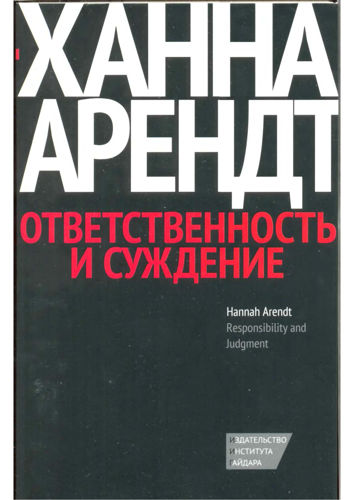 ХАННА
АРЕНДТ
ОТВЕТСТВЕННОСТЬ
И СУЖДЕНИЕ
Hannah Arendt
Responsibility and
Judgment
ИЗДАТЕЛЬСТВО
ИНСТИТУТА
ГАЙДАРА